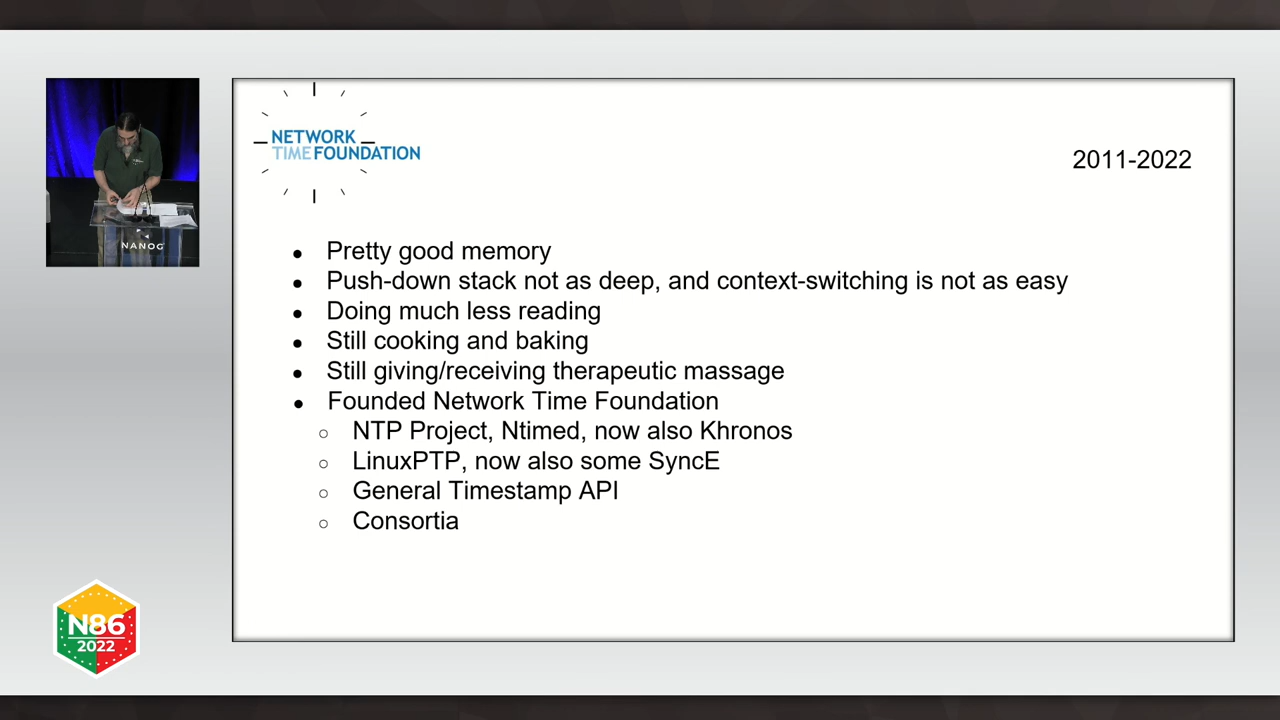 NETWORK
TIME FOUNDATION
2011-2022
● Pretty good memory
● Push-down stack not as deep, and context-switching is not as easy
● Doing much less reading
● Still cooking and baking
● Still giving/receiving therapeutic massage
● Founded Network Time Foundation
○ NTP Project, Ntimed, now also Khronos
○ LinuxPTP, now also some SyncE
○ General Timestamp API
○ Consortia
NANOG
N86
2022